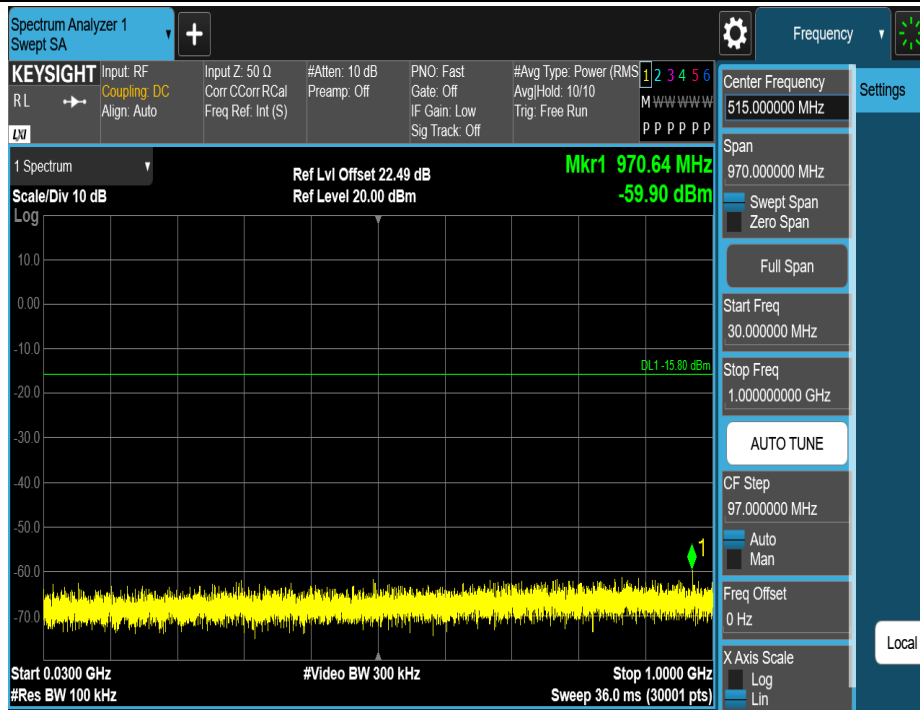 Spectrum Analyzer 1
Swept SA
+
Frequency
KEYSIGHT
RL
LXI
Input: RF
Coupling: DC
Align: Auto
Input Z: 50 Ω
Corr CCorr RCal
Freq Ref: Int (S)
#Atten: 10 dB
Preamp: Off
PNO: Fast
Gate: Off
IF Gain: Low
Sig Track: Off
#Avg Type: Power (RMS
Avg|Hold: 10/10
Trig: Free Run
1 2 3 4 5 6
M W W W W W
P P P P P P
1 Spectrum
Scale/Div 10 dB
Log
Ref Lvl Offset 22.49 dB
Ref Level 20.00 dBm
Mkr1 970.64 MHz
-59.90 dBm
10.0
0.00
-10.0
DL1 -15.80 dBm
-20.0
-30.0
-40.0
-50.0
1
-60.0
-70.0
Start 0.0300 GHz
#Video BW 300 kHz
Stop 1.0000 GHz
#Res BW 100 kHz
Sweep 36.0 ms (30001 pts)
Center Frequency
515.000000 MHz
Settings
Span
970.000000 MHz
Swept Span
Zero Span
Full Span
Start Freq
30.000000 MHz
Stop Freq
1.000000000 GHz
AUTO TUNE
CF Step
97.000000 MHz
Auto
Man
Freq Offset
0 Hz
Local
X Axis Scale
Log
Lin